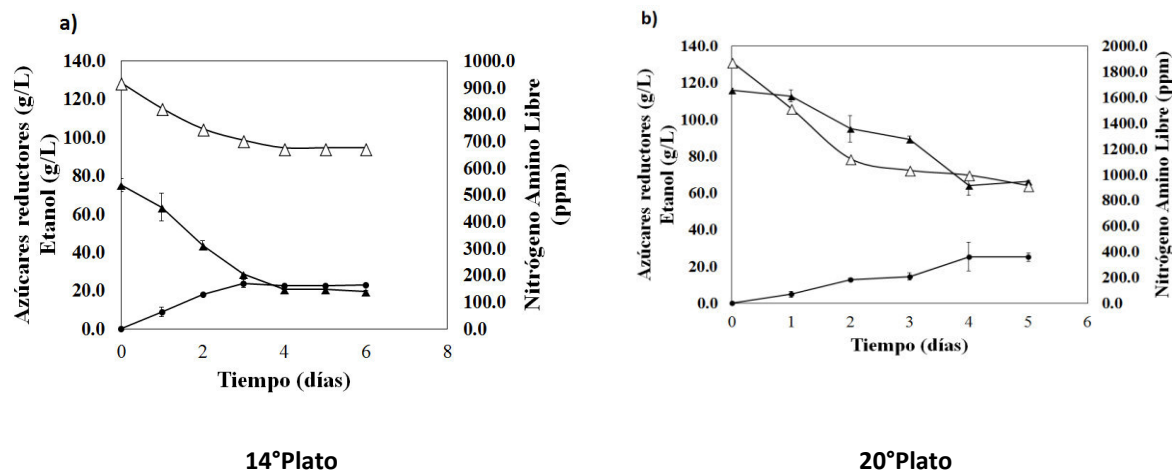 a)
140.0
120.0
100.0
80.0
60.0
40.0
20.0
0.0
Azúcares reductores (g/L)
Etanol (g/L)
1000.0
900.0
800.0
700.0
600.0
500.0
400.0
300.0
200.0
100.0
0.0
Nitrógeno Amino Libre
(ppm)
0 2 4 6 8
Tiempo (días)
14°Plato
b)
140.0
120.0
100.0
80.0
60.0
40.0
20.0
0.0
Azúcares reductores (g/L)
Etanol (g/L)
2000.0
1800.0
1600.0
1400.0
1200.0
1000.0
800.0
600.0
400.0
200.0
0.0
Nitrógeno Amino Libre (ppm)
0 1 2 3 4 5 6
Tiempo (días)
20°Plato